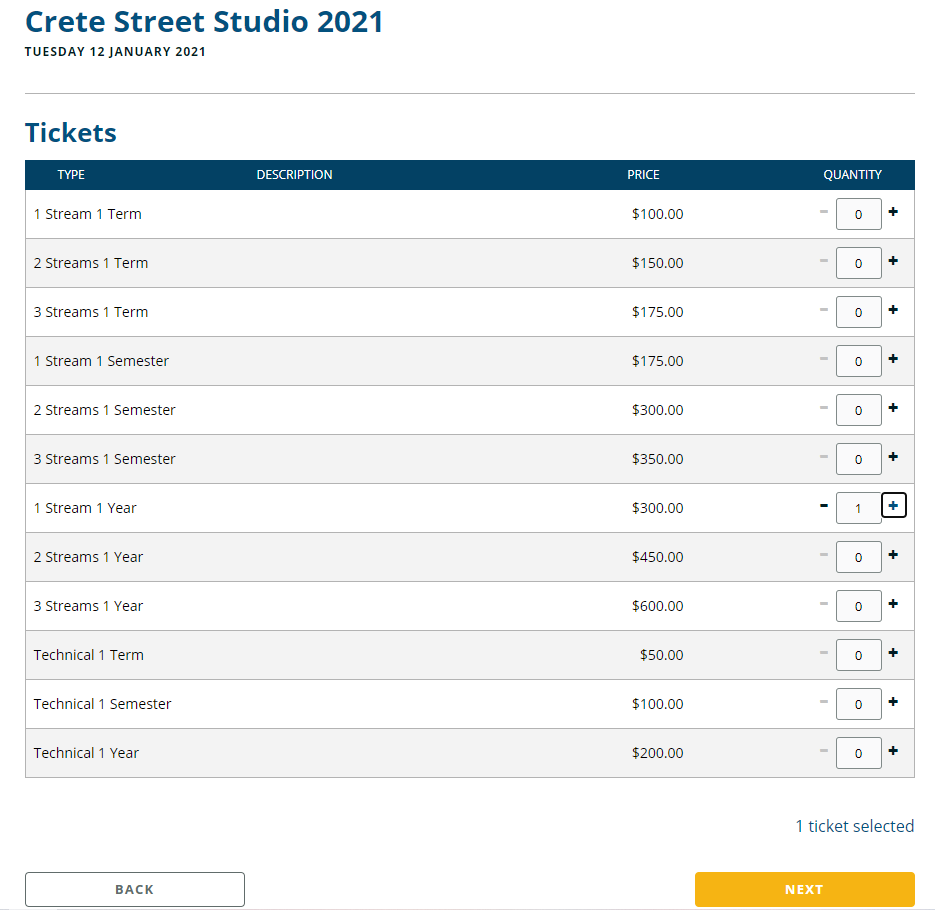 Crete Street Studio 2021
TUESDAY 12 JANUARY 2021
Tickets
TYPE DESCRIPTION PRICE QUANTITY
1 Stream 1 Term $100.00 - 0 +
2 Streams 1 Term $150.00 - 0 +
3 Streams 1 Term $175.00 - 0 +
1 Stream 1 Semester $175.00 - 0 +
2 Streams 1 Semester $300.00 - 0 +
3 Streams 1 Semester $350.00 - 0 +
1 Stream 1 Year $300.00 - 1 +
2 Streams 1 Year $450.00 - 0 +
3 Streams 1 Year $600.00 - 0 +
Technical 1 Term $50.00 - 0 +
Technical 1 Semester $100.00 - 0 +
Technical 1 Year $200.00 - 0 +
1 ticket selected
BACK NEXT